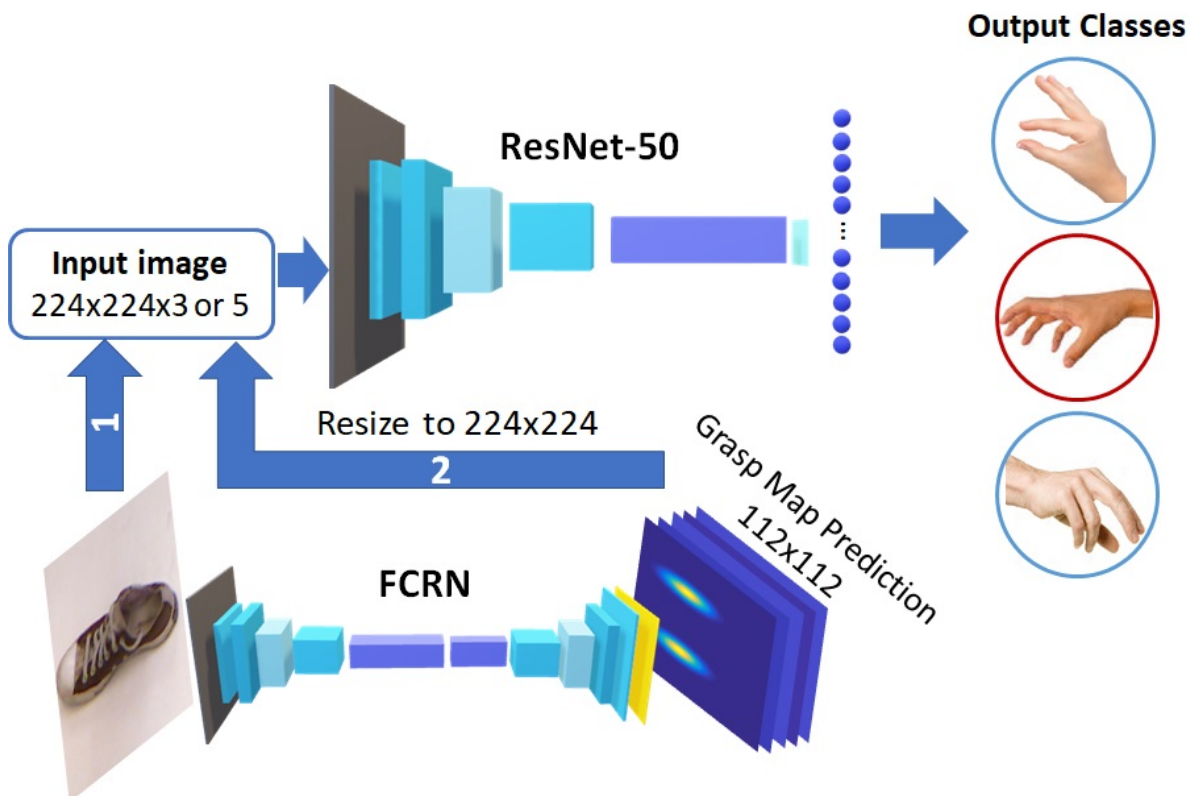 Output Classes
ResNet-50
...
Input image
224x224x3 or 5
1
Resize to 224x224
2
Grasp Map Prediction
112x112
FCRN